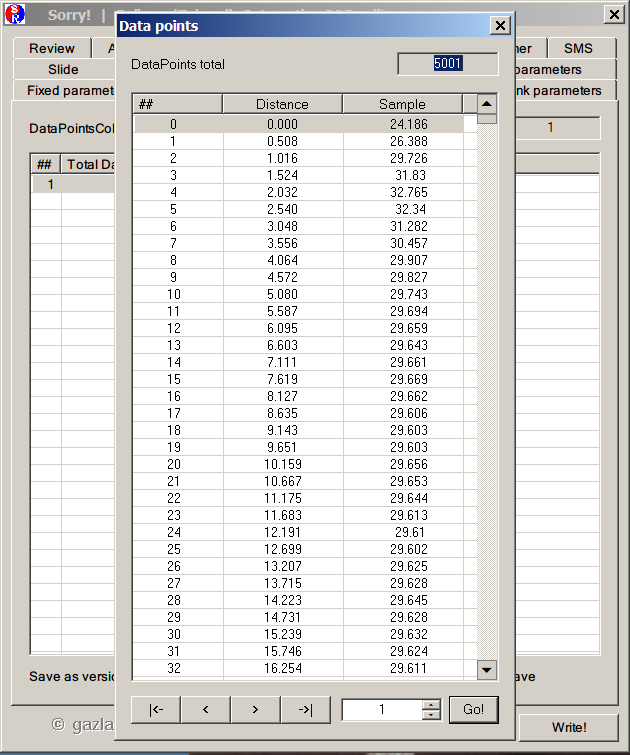 Sorry! |
Data points
Review
SMS
Slide
parameters
Fixed
nk parameters
DataPoints total 5001
1
## Total
1
## Distance Sample
0 0.000 24.186
1 0.508 26.388
2 1.016 29.726
3 1.524 31.83
4 2.032 32.765
5 2.540 32.34
6 3.048 31.282
7 3.556 30.457
8 4.064 29.907
9 4.572 29.827
10 5.080 29.743
11 5.587 29.694
12 6.095 29.659
13 6.603 29.643
14 7.111 29.661
15 7.619 29.669
16 8.127 29.662
17 8.635 29.606
18 9.143 29.603
19 9.651 29.603
20 10.159 29.656
21 10.667 29.653
22 11.175 29.644
23 11.683 29.613
24 12.191 29.61
25 12.699 29.602
26 13.207 29.625
27 13.715 29.628
28 14.223 29.645
29 14.731 29.628
30 15.239 29.632
31 15.746 29.624
32 16.254 29.611
Save as
|<- < > ->| 1 Go!
© gazla
Write!